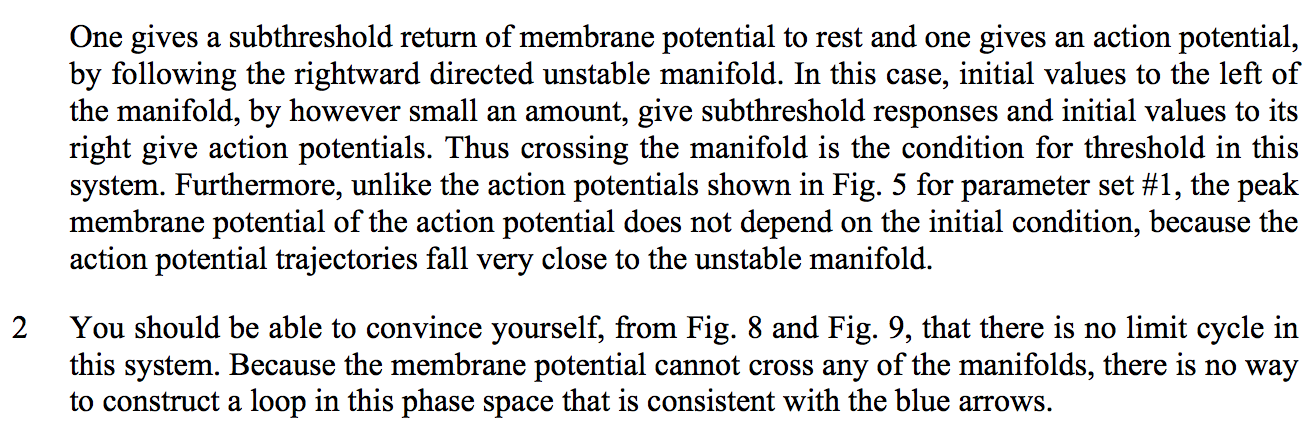 One gives a subthreshold return of membrane potential to rest and one gives an action potential,
by following the rightward directed unstable manifold. In this case, initial values to the left of
the manifold, by however small an amount, give subthreshold responses and initial values to its
right give action potentials. Thus crossing the manifold is the condition for threshold in this
system. Furthermore, unlike the action potentials shown in Fig. 5 for parameter set #1, the peak
membrane potential of the action potential does not depend on the initial condition, because the
action potential trajectories fall very close to the unstable manifold.
2 You should be able to convince yourself, from Fig. 8 and Fig. 9, that there is no limit cycle in
this system. Because the membrane potential cannot cross any of the manifolds, there is no way
to construct a loop in this phase space that is consistent with the blue arrows.